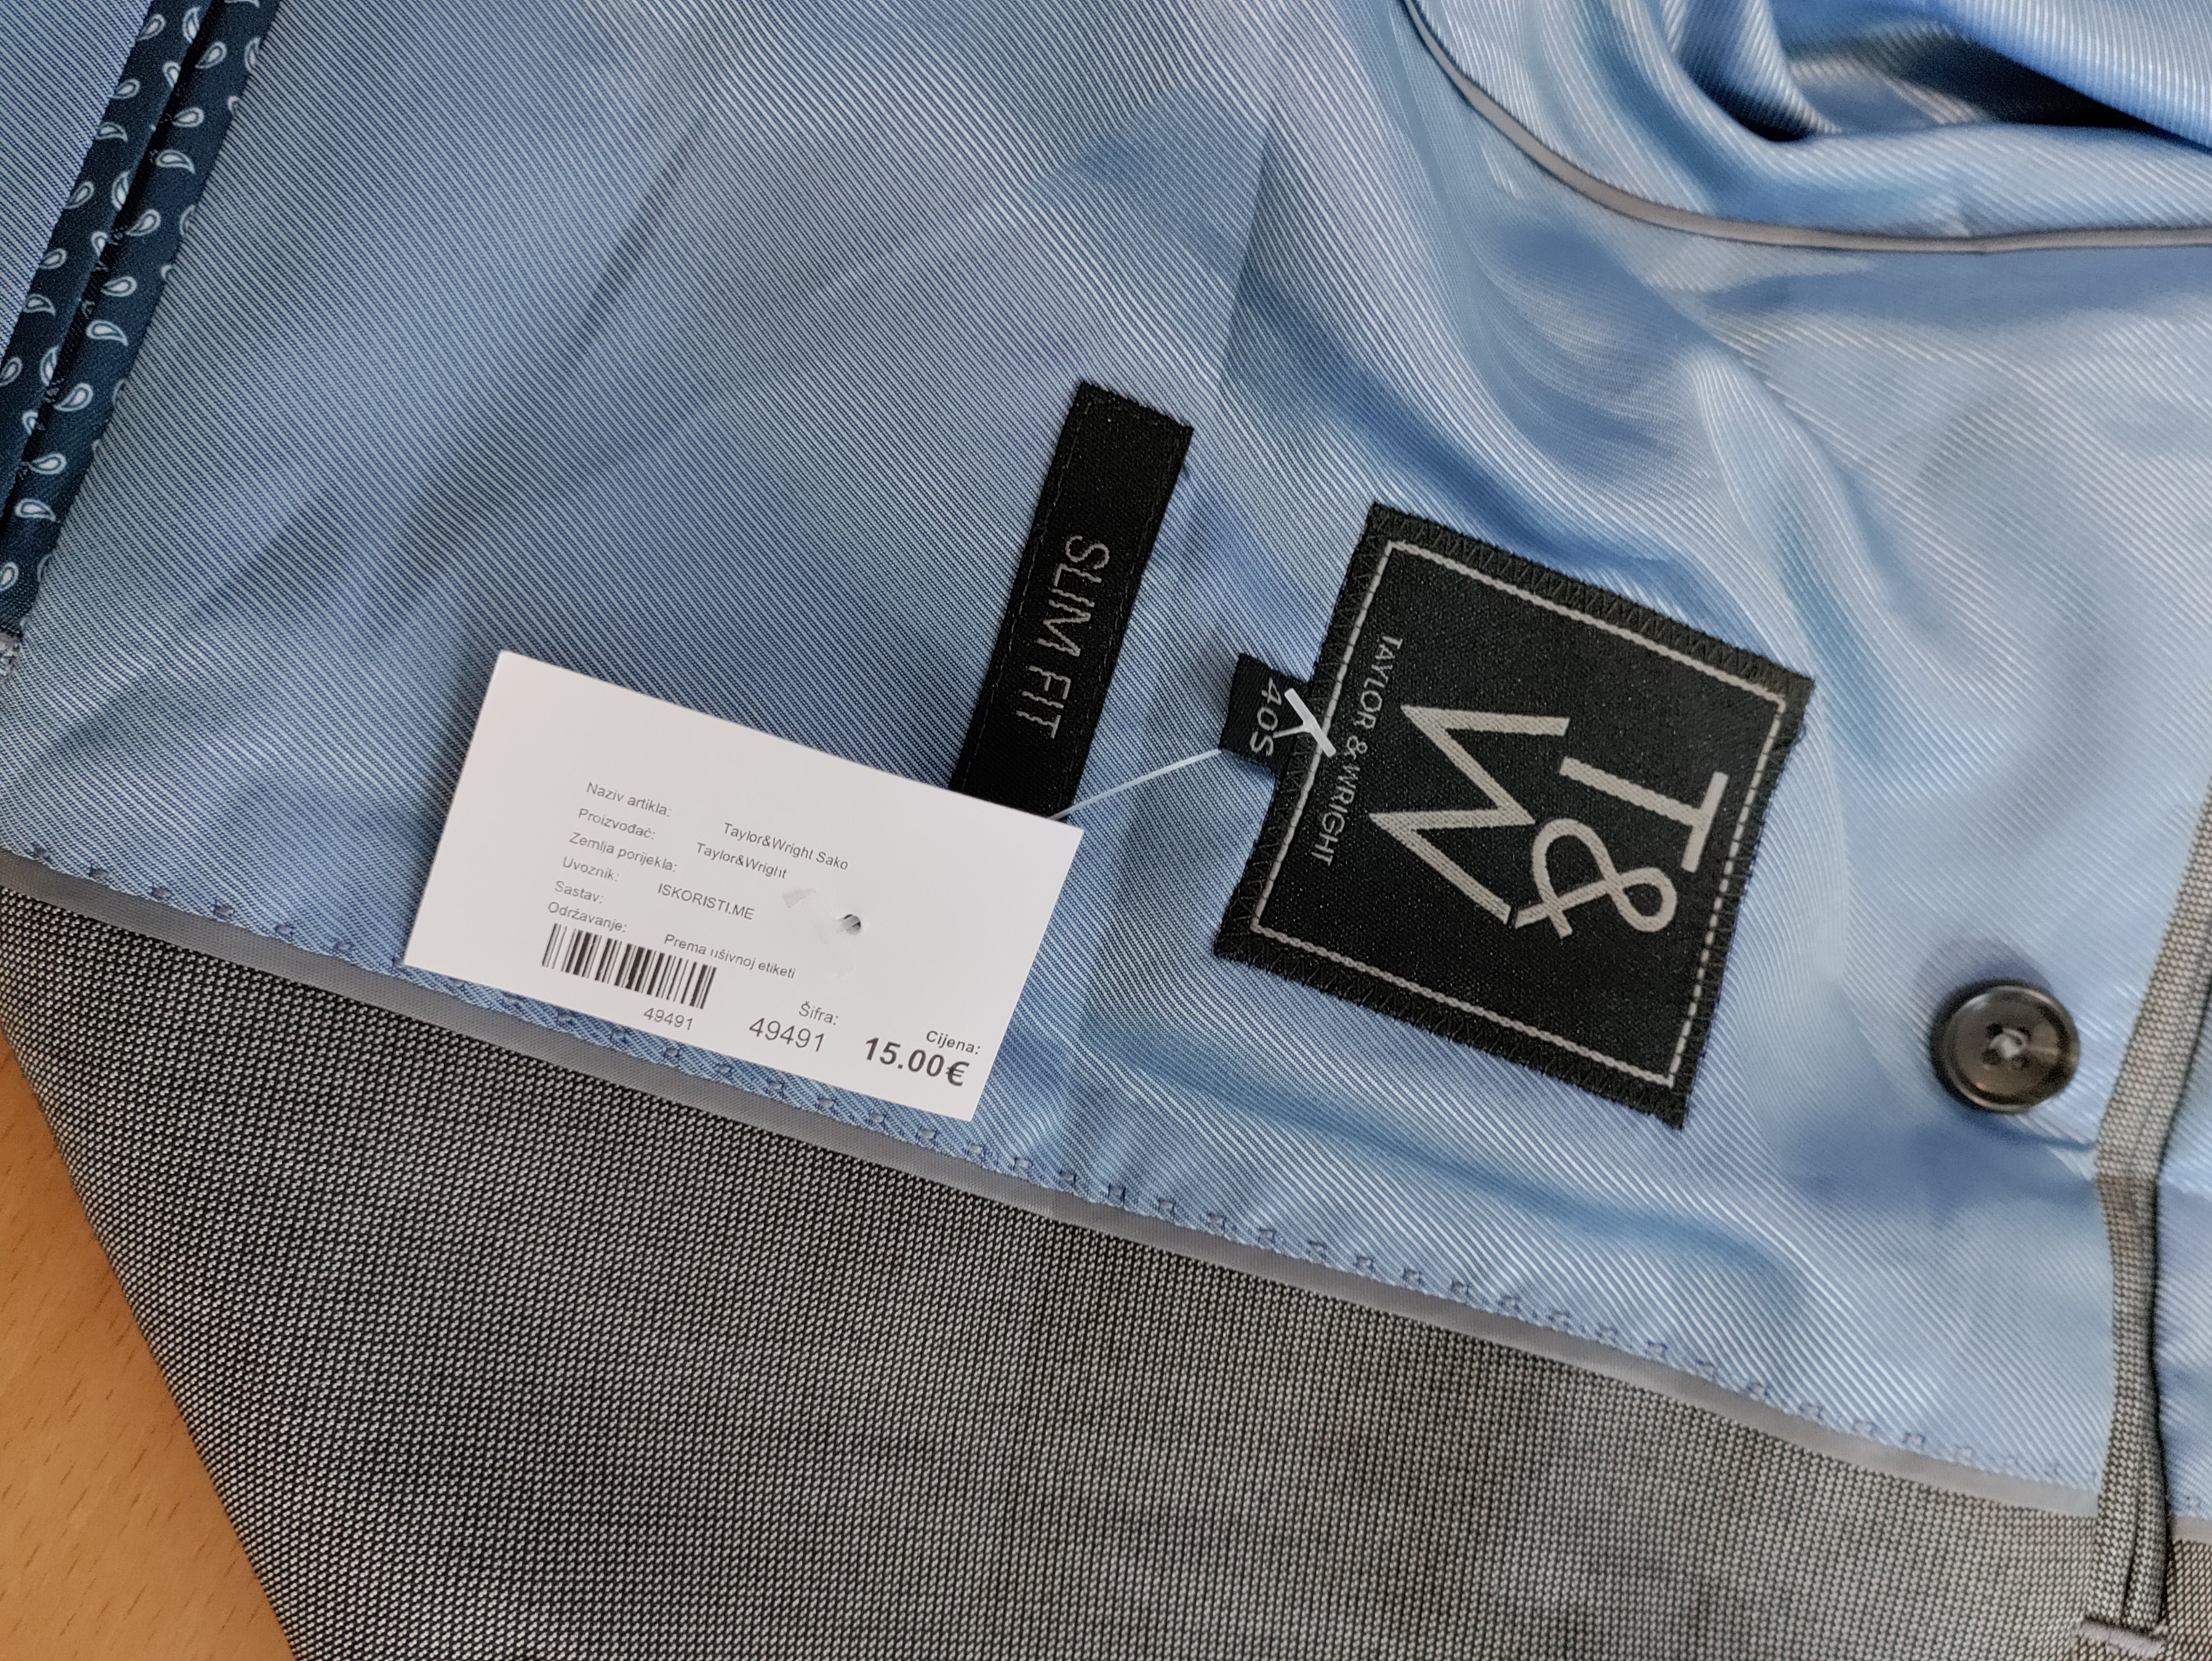 SLIM FIT
T&
W
TAYLOR & WRIGHT
40S
Naziv artikla: Taylor&Wright Sako
Proizvođač: Taylor&Wright
Zemlja porijekla:
Uvoznik: ISKORISTI.ME
Sastav:
Održavanje: Prema ušivnoj etiketi
49491
Šifra:
49491
Cijena:
15.00€